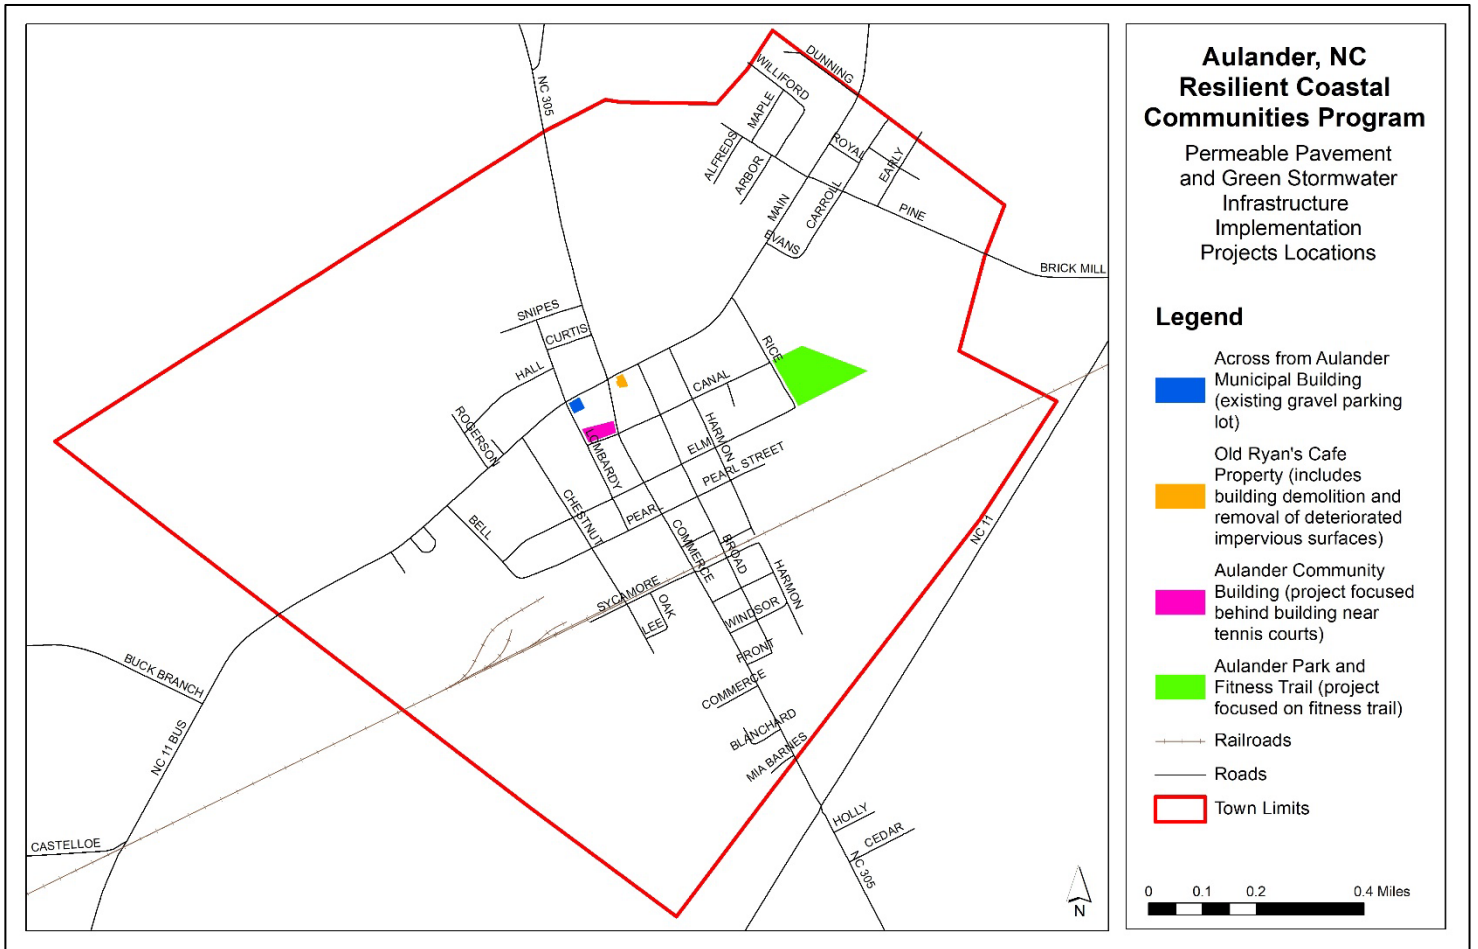 Aulander, NC
Resilient Coastal
Communities Program
Permeable Pavement
and Green Stormwater
Infrastructure
Implementation
Projects Locations
Legend
Across from Aulander
Municipal Building
(existing gravel parking
lot)
Old Ryan's Cafe
Property (includes
building demolition and
removal of deteriorated
impervious surfaces)
Aulander Community
Building (project focused
behind building near
tennis courts)
Aulander Park and
Fitness Trail (project
focused on fitness trail)
Railroads
Roads
Town Limits
0 0.1 0.2 0.4 Miles
N
DUNNING
WILLIFORD
NC 305
MAPLE
ALFREDS
ARBOR
ROYAL
EARLY
MAIN
CARROLL
PINE
EVANS
BRICK MILL
SNIPES
CURTIS
RICE
HALL
CANAL
ROGERSON
LOMBARDY
HARMON
ELM
PEARL STREET
CHESTNUT
BELL
PEARL
COMMERCE
BROAD
NC 11
HARMON
SYCAMORE
OAK
LEE
WINDSOR
FRONT
COMMERCE
BUCK BRANCH
NC 11 BUS
BLANCHARD
MIA BARNES
HOLLY
CEDAR
NC 305
CASTELLOE